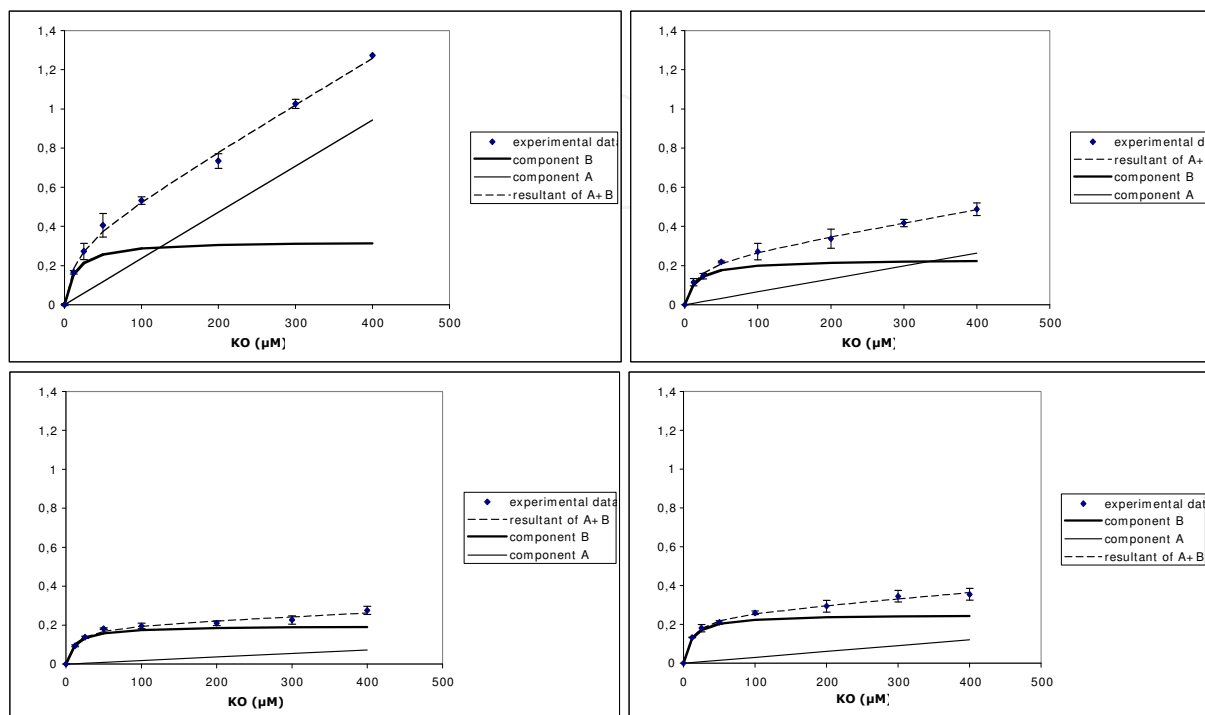 1,4
1,2
1
0,8
0,6
0,4
0,2
0
0 100 200 300 400 500
KO (µM)
experimental data
component B
component A
resultant of A+B
1,4
1,2
1
0,8
0,6
0,4
0,2
0
0 100 200 300 400 500
KO (µM)
experimental d
resultant of A+
component B
component A
1,4
1,2
1
0,8
0,6
0,4
0,2
0
0 100 200 300 400 500
KO (µM)
experimental data
resultant of A+B
component B
component A
1,4
1,2
1
0,8
0,6
0,4
0,2
0
0 100 200 300 400 500
KO (µM)
experimental dat
component B
component A
resultant of A+B